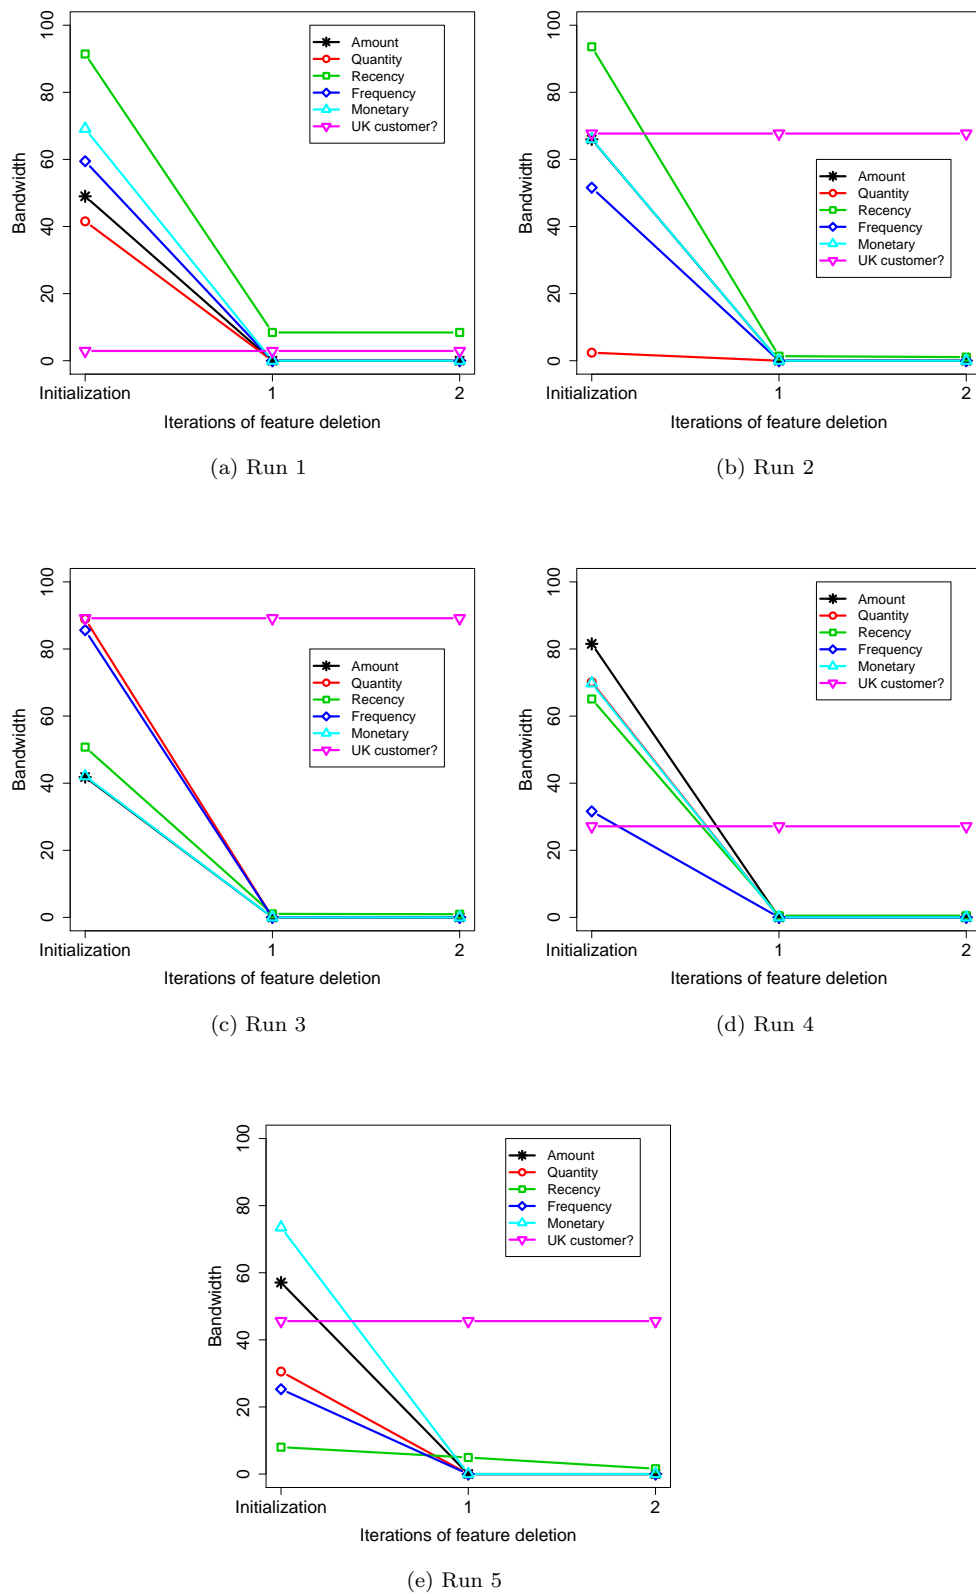 100
80
60
40
20
0
Bandwidth
Amount
Quantity
Recency
Frequency
Monetary
UK customer?
Initialization 1 2
Iterations of feature deletion
(a) Run 1
100
80
60
40
20
0
Bandwidth
Amount
Quantity
Recency
Frequency
Monetary
UK customer?
Initialization 1 2
Iterations of feature deletion
(b) Run 2
100
80
60
40
20
0
Bandwidth
Amount
Quantity
Recency
Frequency
Monetary
UK customer?
Initialization 1 2
Iterations of feature deletion
(c) Run 3
100
80
60
40
20
0
Bandwidth
Amount
Quantity
Recency
Frequency
Monetary
UK customer?
Initialization 1 2
Iterations of feature deletion
(d) Run 4
100
80
60
40
20
0
Bandwidth
Amount
Quantity
Recency
Frequency
Monetary
UK customer?
Initialization 1 2
Iterations of feature deletion
(e) Run 5